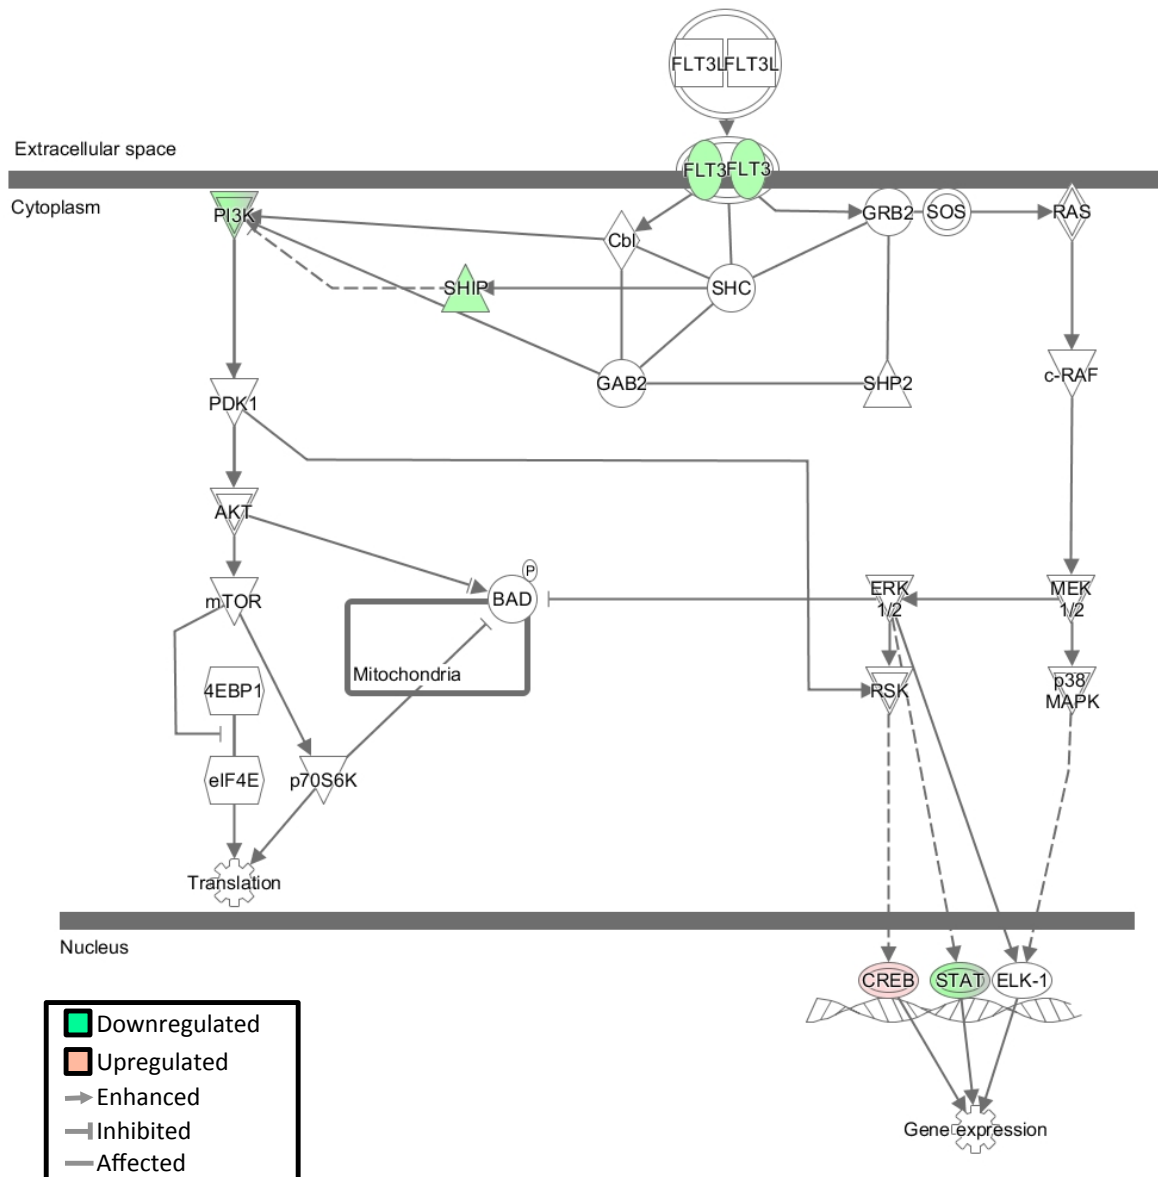 FLT3L FLT3L
Extracellular space
FLT3 FLT3
Cytoplasm
PI3K
GRB2 SOS
RAS
Cbl
SHIP
SHC
c-RAF
GAB2
SHP2
PDK1
AKT
P
BAD
mTOR
ERK
1/2
MEK
1/2
Mitochondria
4EBP1
RSK
p38
MAPK
eIF4E
p70S6K
Translation
Nucleus
CREB
STAT
ELK-1
Downregulated
Upregulated
Enhanced
Inhibited
Affected
Gene expression